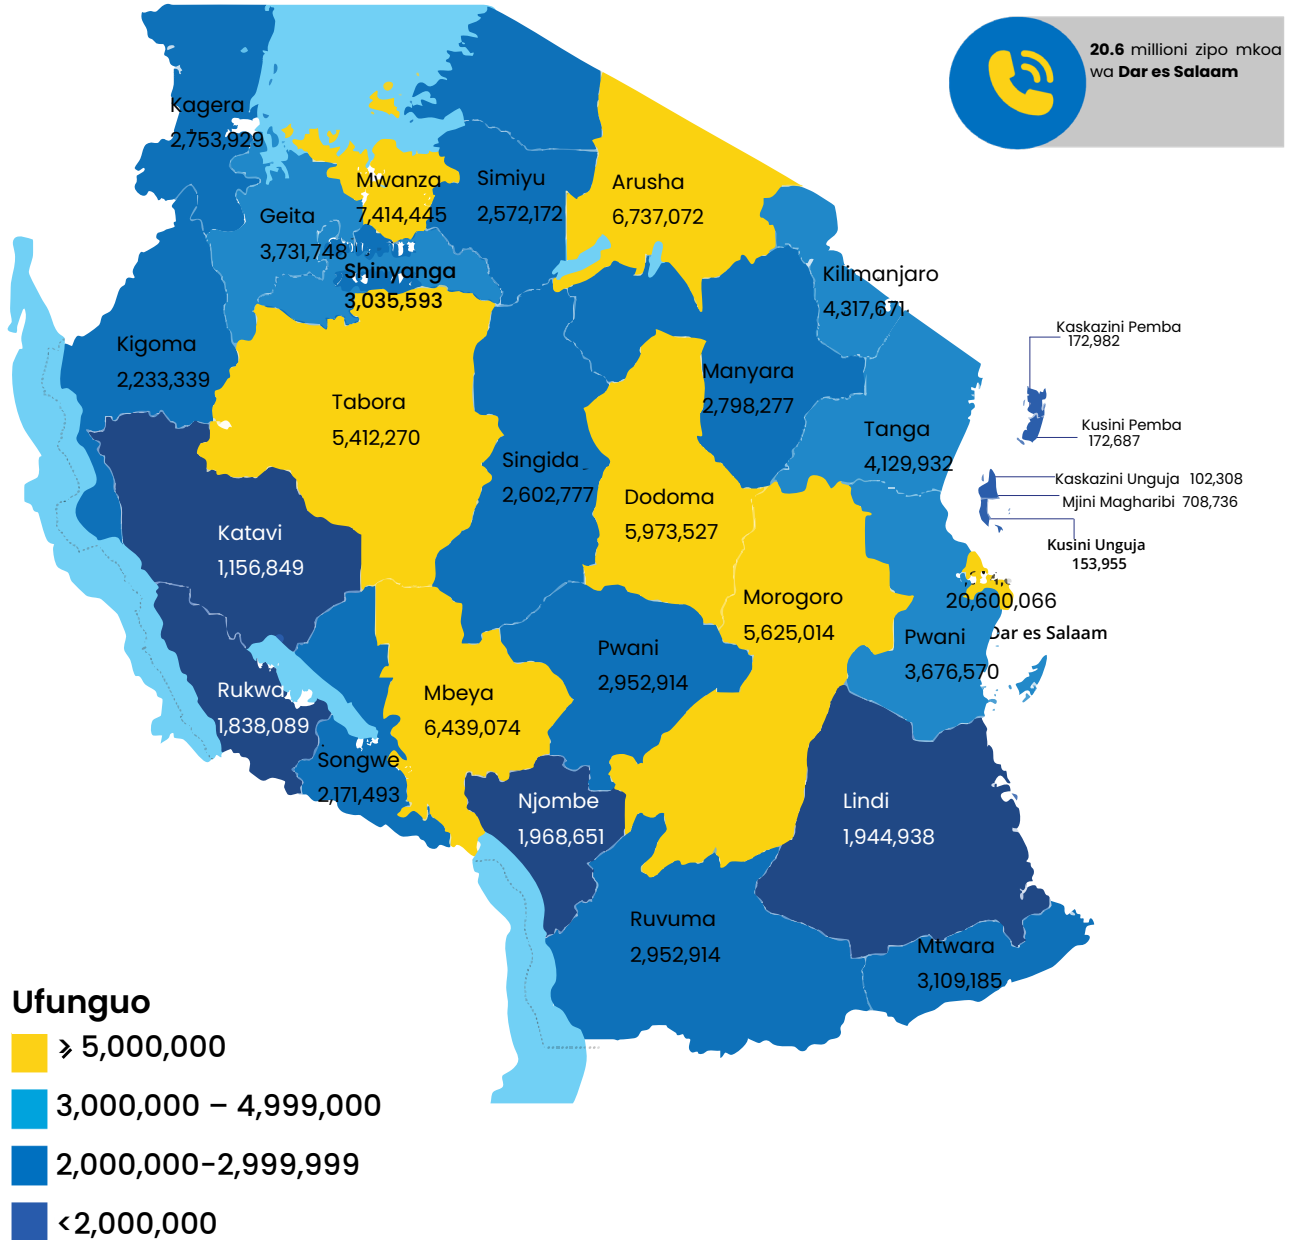 20.6 millioni zipo mkoa
wa Dar es Salaam
Kagera
2,753,929
Mwanza
7,414,445
Simiyu
2,572,172
Arusha
6,737,072
Geita
3,731,748
Shinyanga
3,035,593
Kilimanjaro
4,317,671
Kigoma
2,233,339
Kaskazini Pemba
172,982
Tabora
5,412,270
Manyara
2,798,277
Kusini Pemba
172,687
Tanga
4,129,932
Singida
2,602,777
Kaskazini Unguja 102,308
Mjini Magharibi 708,736
Dodoma
5,973,527
Kusini Unguja
153,955
Katavi
1,156,849
20,600,066
Dar es Salaam
Morogoro
5,625,014
Pwani
3,676,570
Pwani
2,952,914
Rukwa
1,838,089
Mbeya
6,439,074
Songwe
2,171,493
Njombe
1,968,651
Lindi
1,944,938
Ruvuma
2,952,914
Mtwara
3,109,185
Ufunguo
⩾ 5,000,000
3,000,000 – 4,999,000
2,000,000-2,999,999
<2,000,000